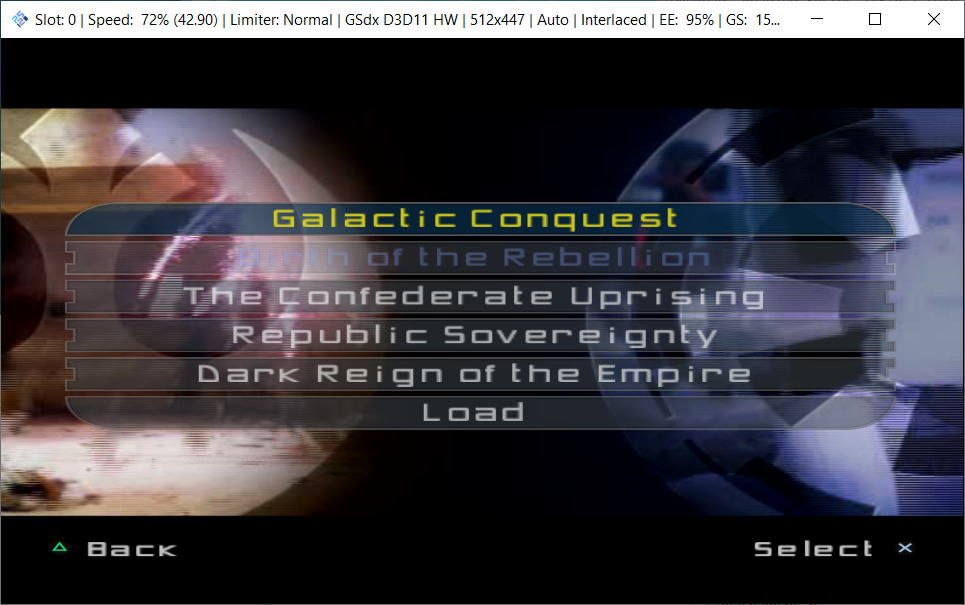 Slot: 0 | Speed: 72% (42.90) | Limiter: Normal | GSdx D3D11 HW | 512x447 | Auto | Interlaced | EE: 95% | GS: 15...
Galactic Conquest
Birth of the Rebellion
The Confederate Uprising
Republic Sovereignty
Dark Reign of the Empire
Load
Back
Select